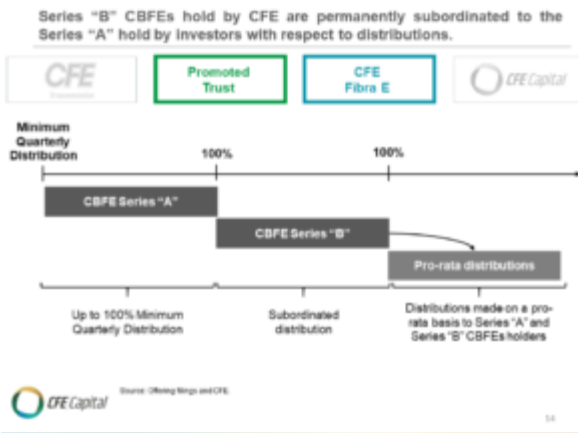 Series “B” CBFEs hold by CFE are permanently subordinated to the
Series “A” hold by investors with respect to distributions.
CFE
Promoted
Trust
CFE
Fibra E
CFE Capital
Minimum
Quarterly
Distribution
100%
100%
CBFE Series “A”
CBFE Series “B”
Pro-rata distributions
Up to 100% Minimum
Quarterly Distribution
Subordinated
distribution
Distributions made on a pro-
rata basis to Series “A” and
Series “B” CBFEs holders
CFE Capital
Source: Offering filings and CFE.
14